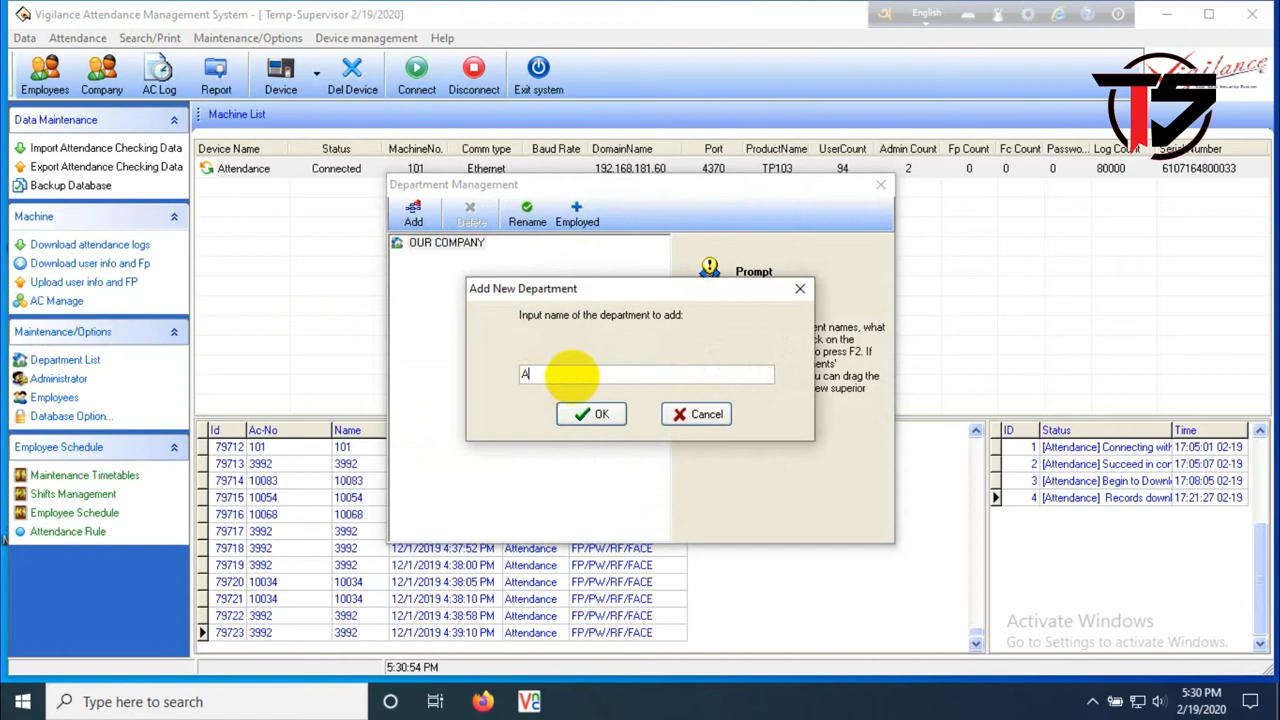 Vigilance Attendance Management System - [ Temp-Supervisor 2/19/2020]
English
Data Attendance Search/Print Maintenance/Options Device management Help
Employees Company AC Log Report Device Del Device Connect Disconnect Exit system
Vigilance
Data Maintenance
Import Attendance Checking Data
Export Attendance Checking Data
Backup Database
Machine
Download attendance logs
Download user info and Fp
Upload user info and FP
AC Manage
Maintenance/Options
Department List
Administrator
Employees
Database Option...
Employee Schedule
Maintenance Timetables
Shifts Management
Employee Schedule
Attendance Rule
Machine List
Device Name Status MachineNo. Comm type Baud Rate DomainName Port ProductName UserCount Admin Count Fp Count Fc Count Passwo... Log Count Number
Attendance Connected 101 Ethernet 192.168.181.60 4370 TP103 94 2 0 0 0 80000 6107164800033
Department Management
Add Delete Rename Employed
OUR COMPANY
Prompt
ent names, what
ck on the
to press F2. If
ents'
u can drag the
ew superior
Add New Department
Input name of the department to add:
A
OK Cancel
Id Ac-No Name
79712 101 101
79713 3992 3992
79714 10083 10083
79715 10054 10054
79716 10068 10068
79717 3992 3992
79718 3992 3992 12/1/2019 4:37:52 PM Attendance FP/PW/RF/FACE
79719 3992 3992 12/1/2019 4:38:00 PM Attendance FP/PW/RF/FACE
79720 10034 10034 12/1/2019 4:38:05 PM Attendance FP/PW/RF/FACE
79721 10034 10034 12/1/2019 4:38:10 PM Attendance FP/PW/RF/FACE
79722 3992 3992 12/1/2019 4:38:58 PM Attendance FP/PW/RF/FACE
79723 3992 3992 12/1/2019 4:39:10 PM Attendance FP/PW/RF/FACE
ID Status Time
1 [Attendance] Connecting with 17:05:01 02-19
2 [Attendance] Succeed in con 17:05:07 02-19
3 [Attendance] Begin to Downl 17:08:05 02-19
4 [Attendance] Records downl 17:21:27 02-19
Activate Windows
Go to Settings to activate Windows.
5:30:54 PM
Type here to search
5:30 PM
2/19/2020